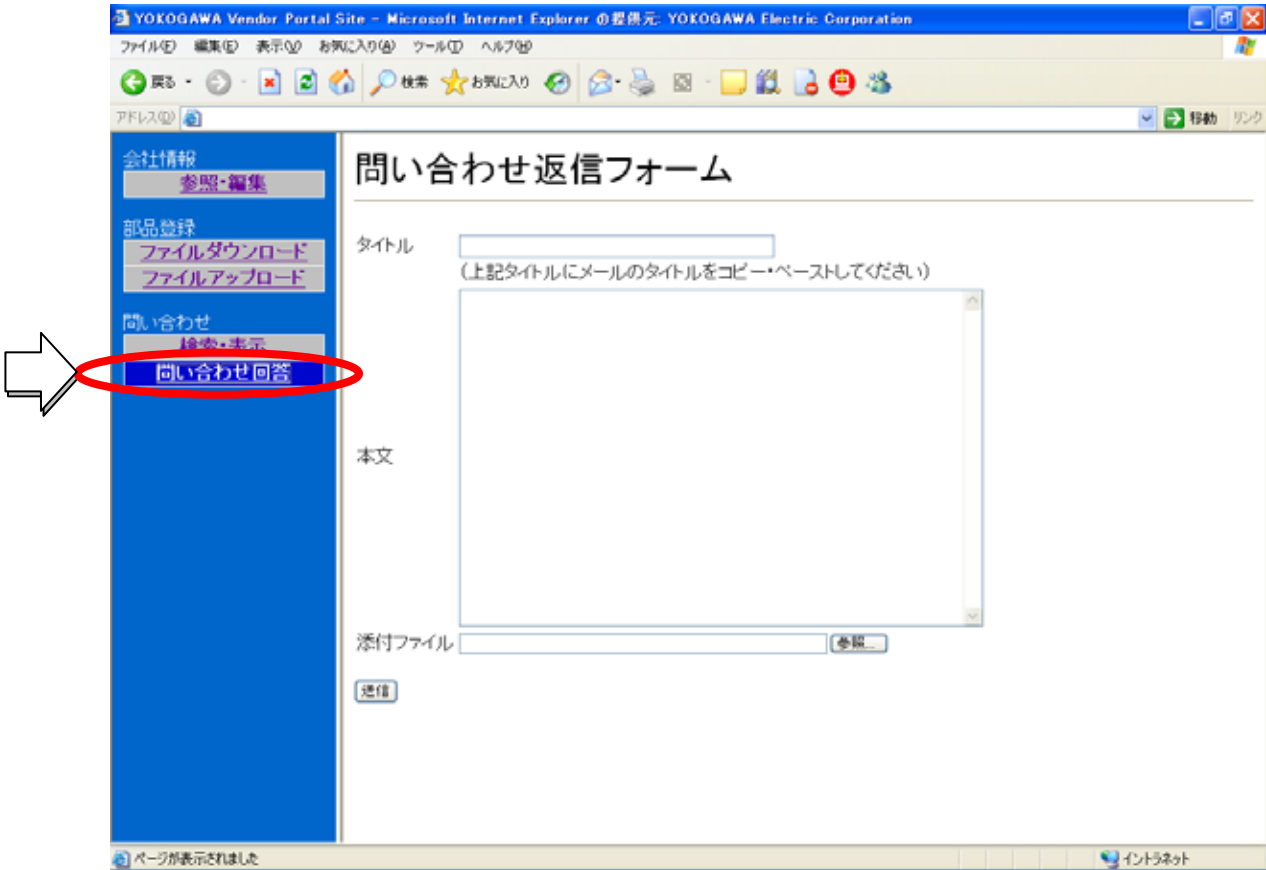 YOKOGAWA Vendor Portal Site - Microsoft Internet Explorer の提供元: YOKOGAWA Electric Corporation
ファイル(F) 編集(E) 表示(V) お気に入り(A) ツール(T) ヘルプ(H)
戻る 検索 お気に入り
アドレス(D) 移動 リンク
会社情報
参照・編集
部品登録
ファイルダウンロード
ファイルアップロード
問い合わせ
検索・表示
問い合わせ回答
問い合わせ返信フォーム
タイトル
(上記タイトルにメールのタイトルをコピー・ペーストしてください)
本文
添付ファイル 参照...
送信
ページが表示されました イントラネット